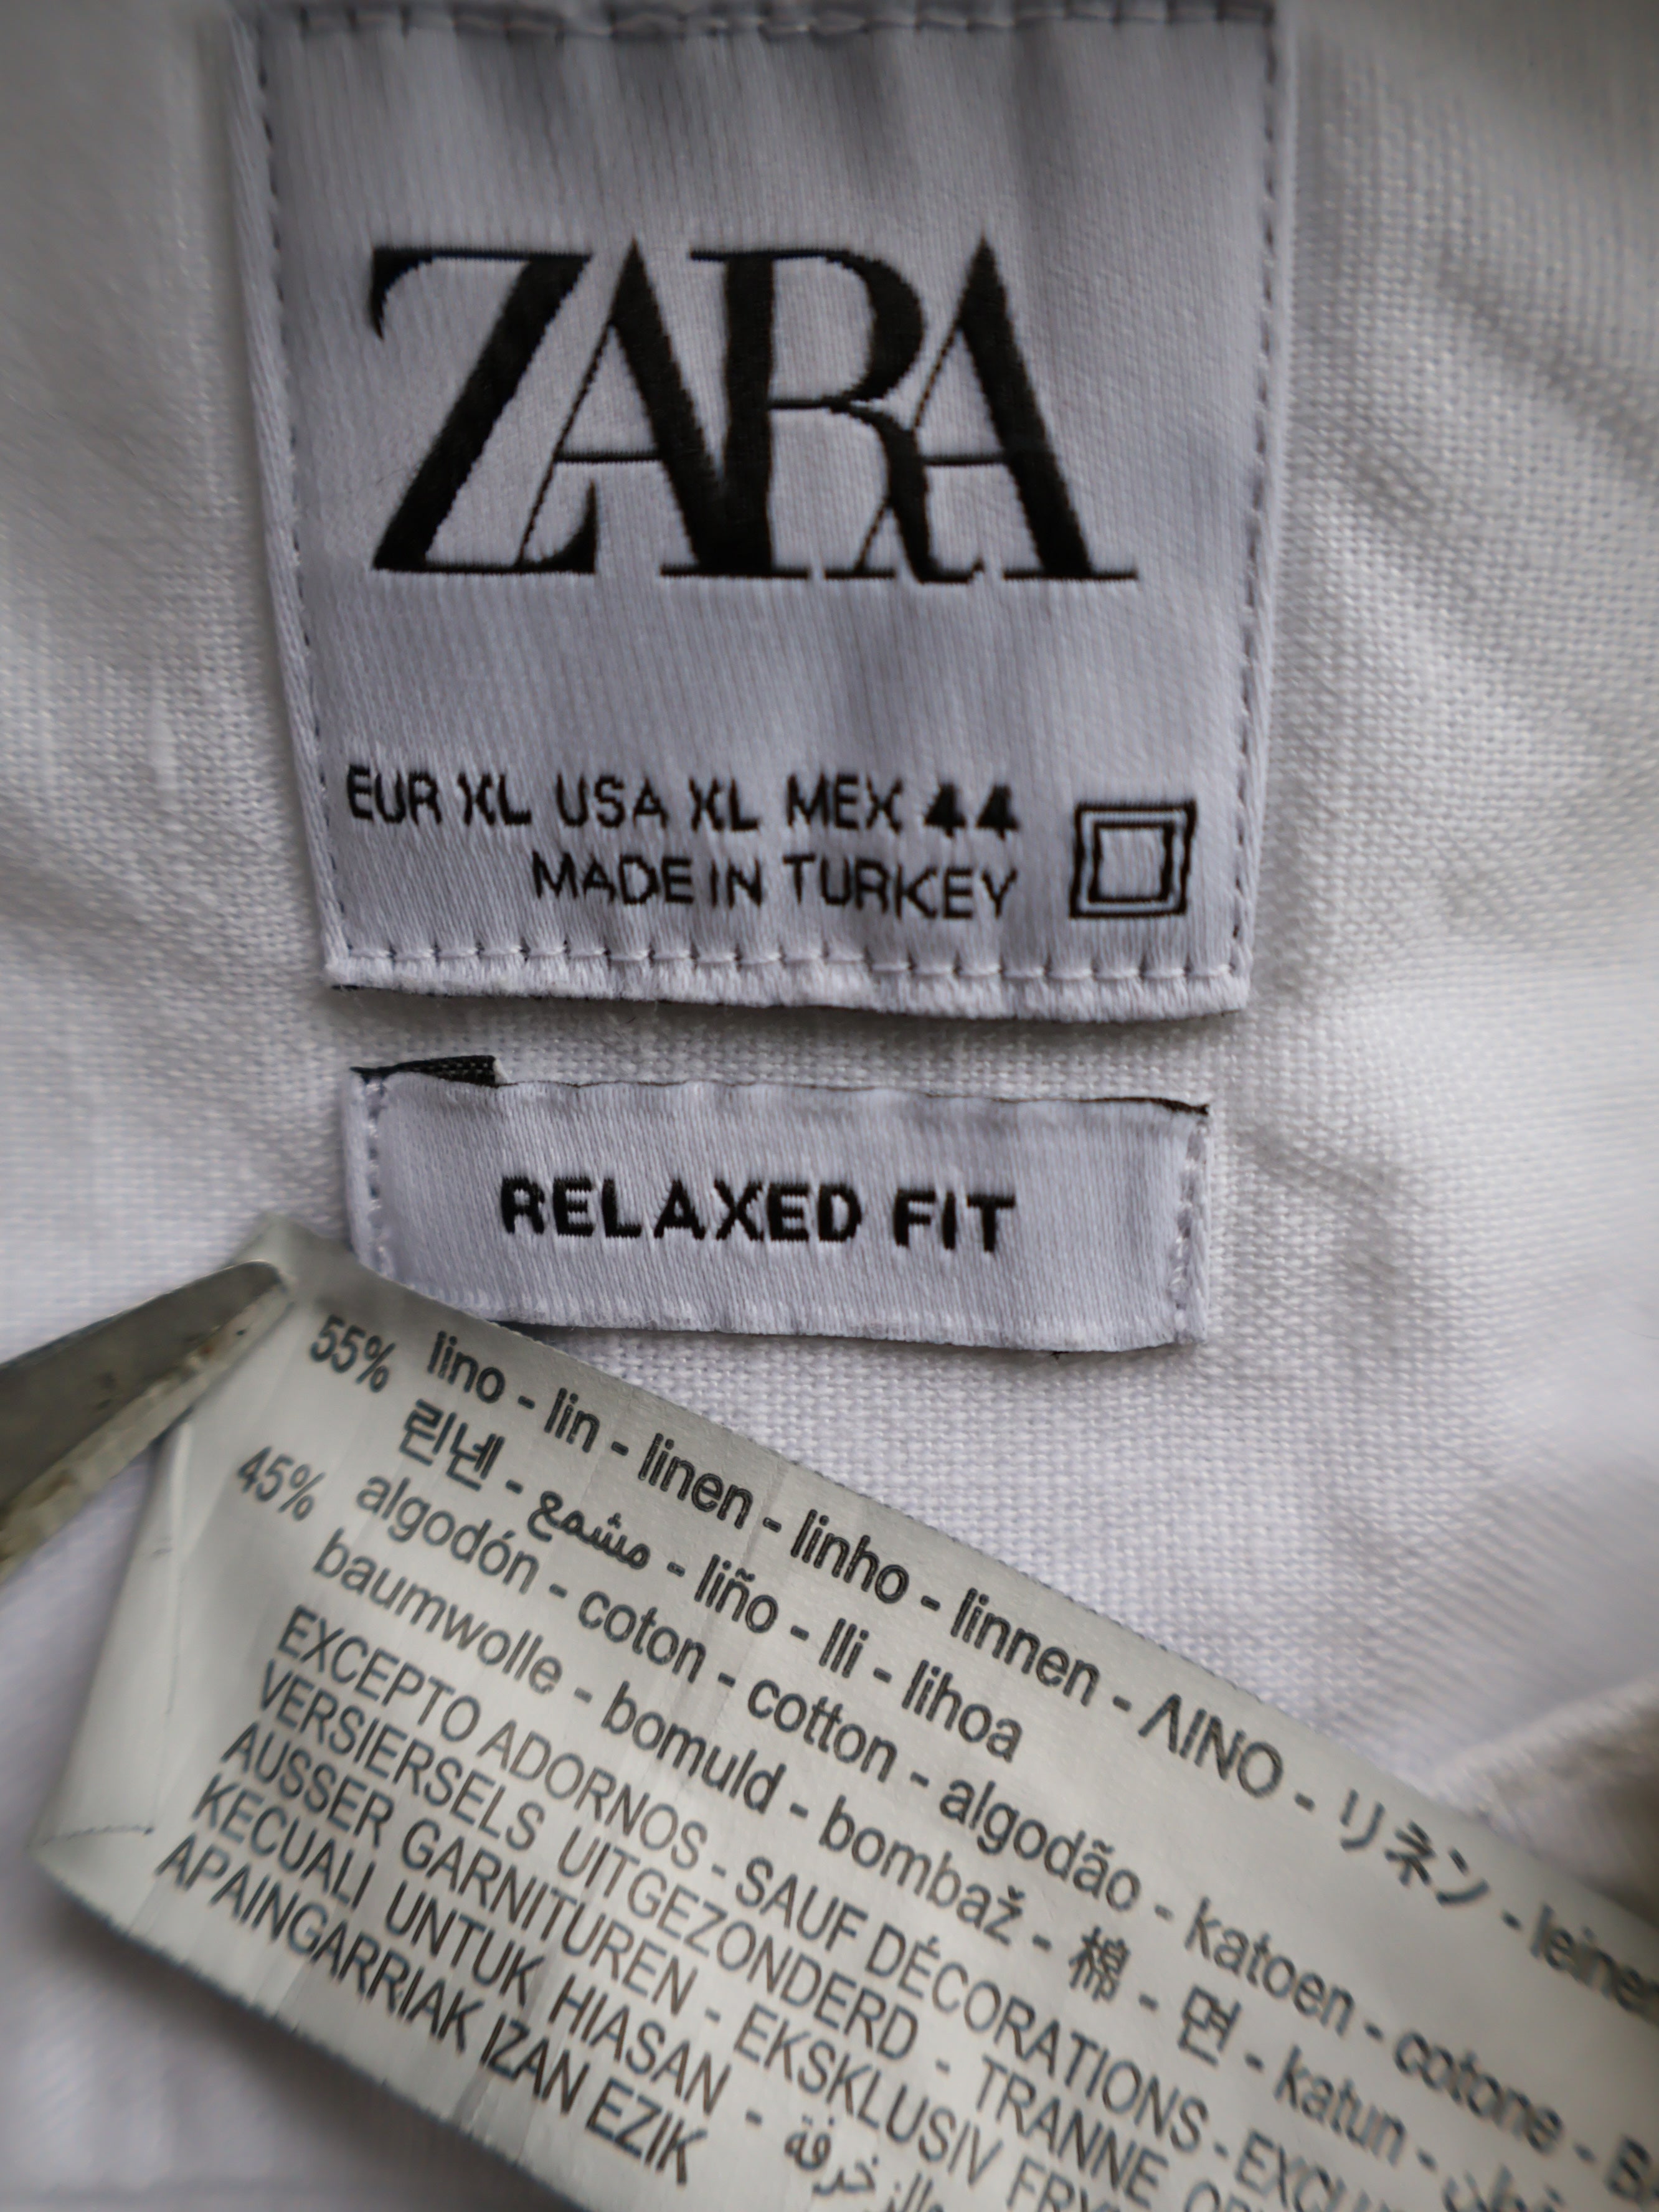 ZARA
EUR XL USA XL MEX 44
MADE IN TURKEY
RELAXED FIT
55% lino - lin - linen - linho - linnen - ΛΙΝΟ - リネン - leinen
린넨 - مشمع - liño - lli - lihoa
45% algodón - coton - cotton - algodão - katoen - cotone -
baumwolle - bomuld - bombaž - 棉 - 면 - katun -
EXCEPTO ADORNOS - SAUF DÉCORATIONS -
VERSIERSELS UITGEZONDERD - TRANNE
AUSSER GARNITUREN - EKSKLUSIV
KECUALI UNTUK HIASAN -
APAINGARRIAK IZAN EZIK